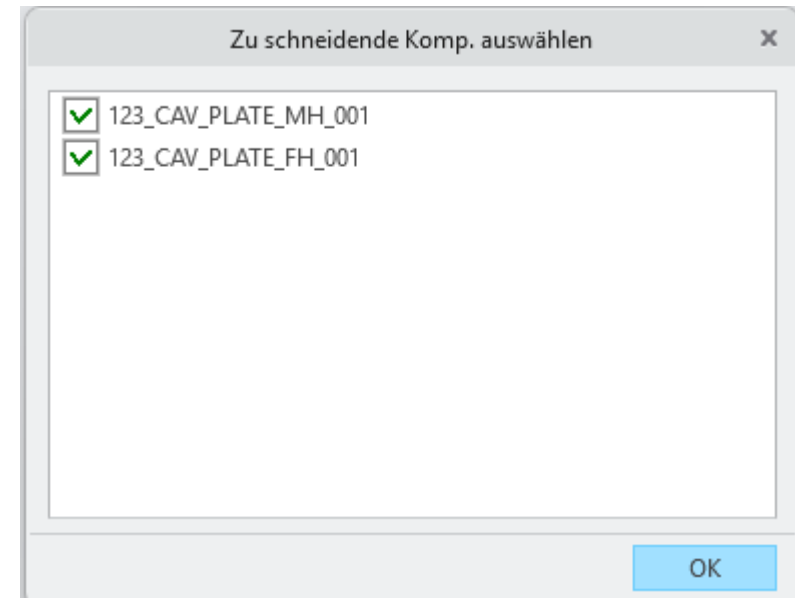 Zu schneidende Komp. auswählen
123_CAV_PLATE_MH_001
123_CAV_PLATE_FH_001
OK